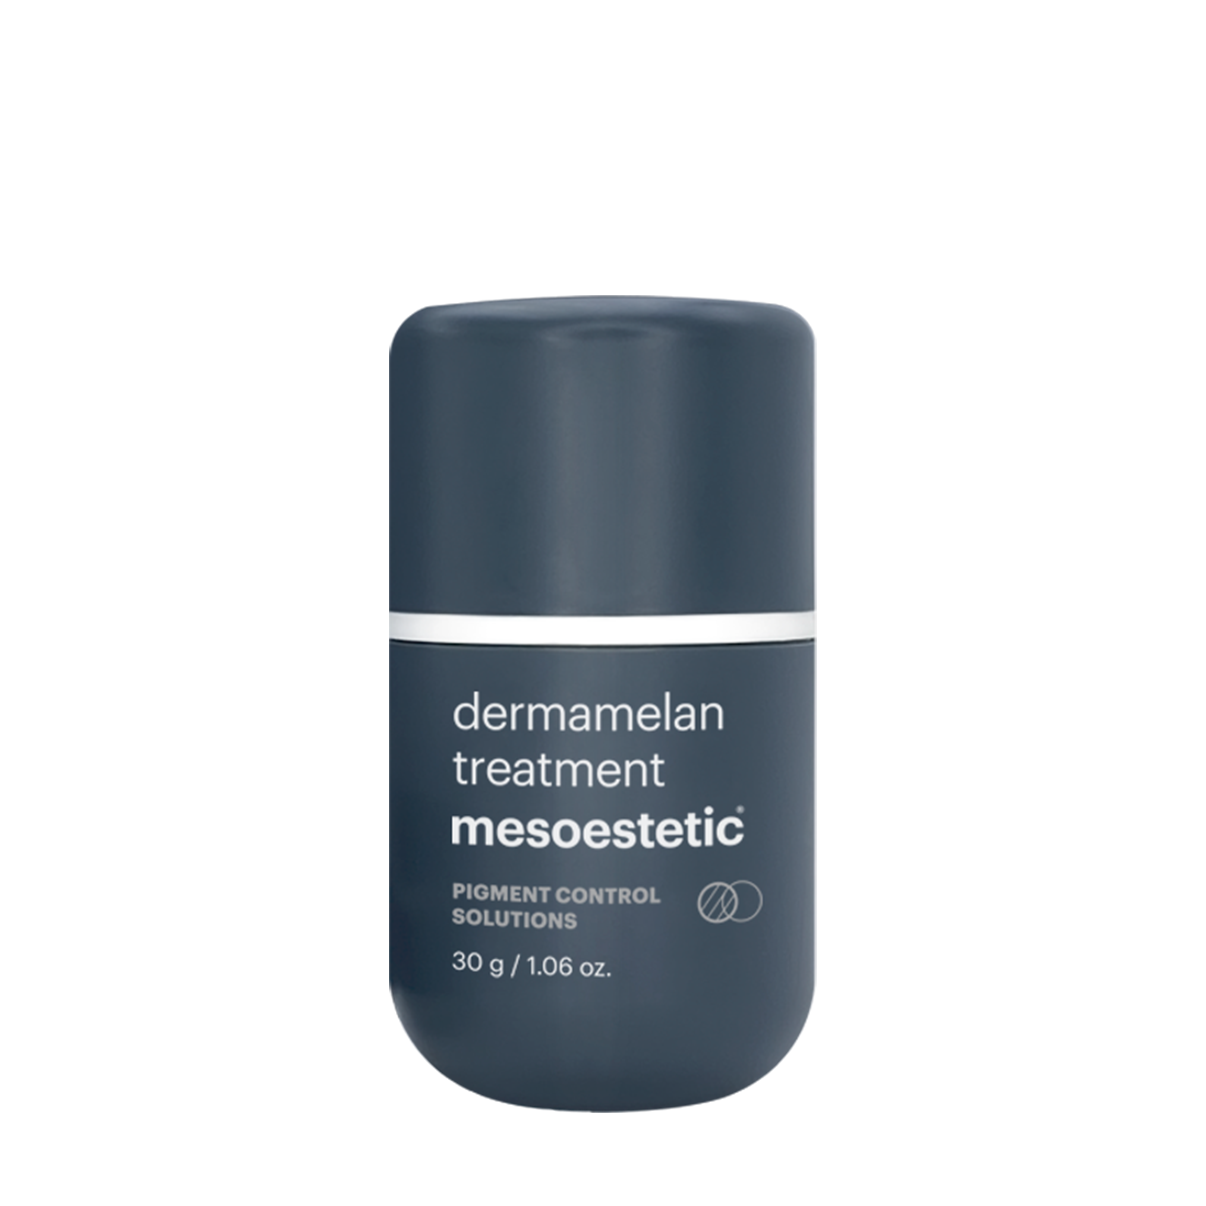 dermamelan
treatment
mesoestetic®
PIGMENT CONTROL
SOLUTIONS
30 g / 1.06 oz.